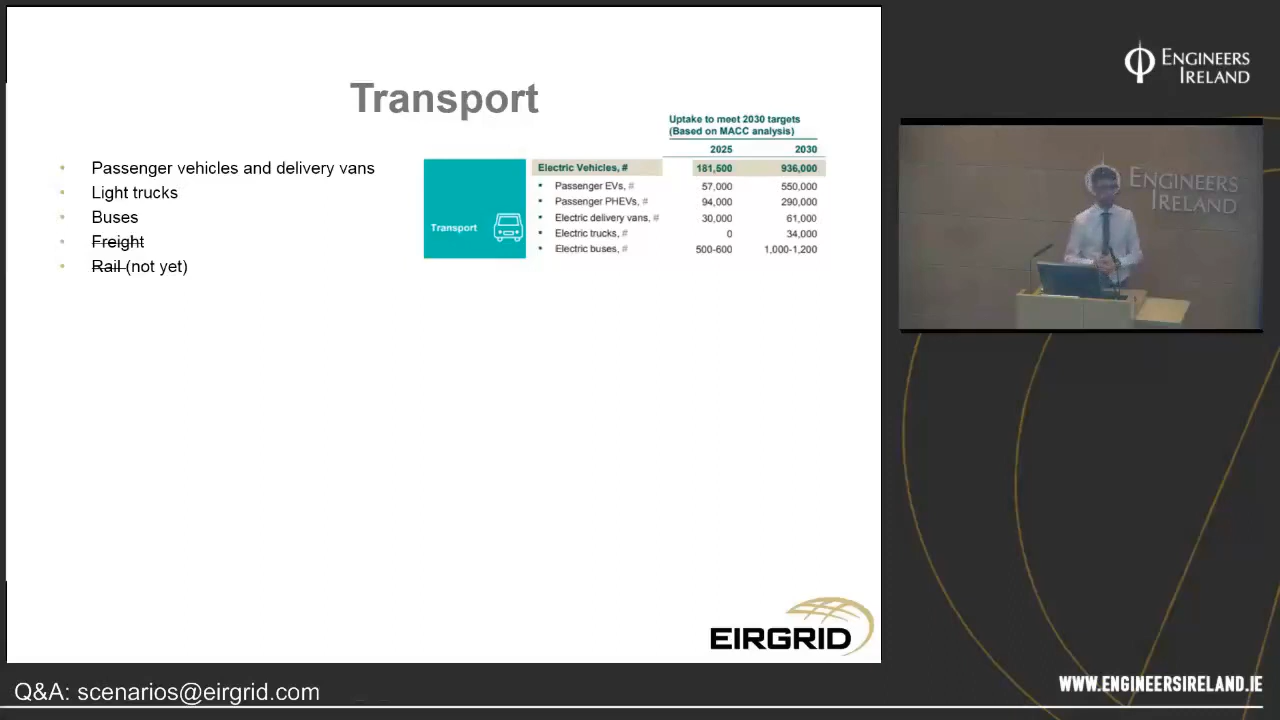 Transport
Passenger vehicles and delivery vans
Light trucks
Buses
Freight
Rail (not yet)
Uptake to meet 2030 targets
(Based on MACC analysis)
2025 2030
Transport
Electric Vehicles, # 181,500 936,000
Passenger EVs, # 57,000 550,000
Passenger PHEVs, # 94,000 290,000
Electric delivery vans, # 30,000 61,000
Electric trucks, # 0 34,000
Electric buses, # 500-600 1,000-1,200
EIRGRID
ENGINEERS
IRELAND
ENGINEERS
IRELAND
Q&A: scenarios@eirgrid.com
WWW.ENGINEERSIRELAND.IE